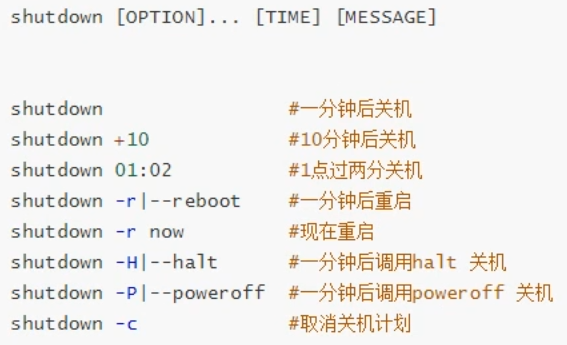 shutdown [OPTION]... [TIME] [MESSAGE]
shutdown #一分钟后关机
shutdown +10 #10分钟后关机
shutdown 01:02 #1点过两分关机
shutdown -r|--reboot #一分钟后重启
shutdown -r now #现在重启
shutdown -H|--halt #一分钟后调用halt 关机
shutdown -P|--poweroff #一分钟后调用poweroff 关机
shutdown -c #取消关机计划